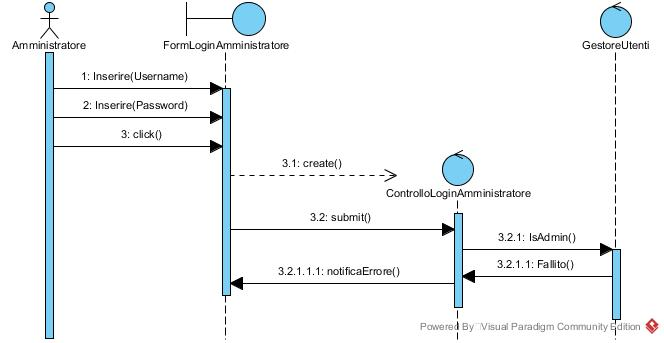 Amministratore
FormLoginAmministratore
GestoreUtenti
1: Inserire(Username)
2: Inserire(Password)
3: click()
3.1: create()
ControlloLoginAmministratore
3.2: submit()
3.2.1: IsAdmin()
3.2.1.1: Fallito()
3.2.1.1.1: notificaErrore()
Powered By Visual Paradigm Community Edition